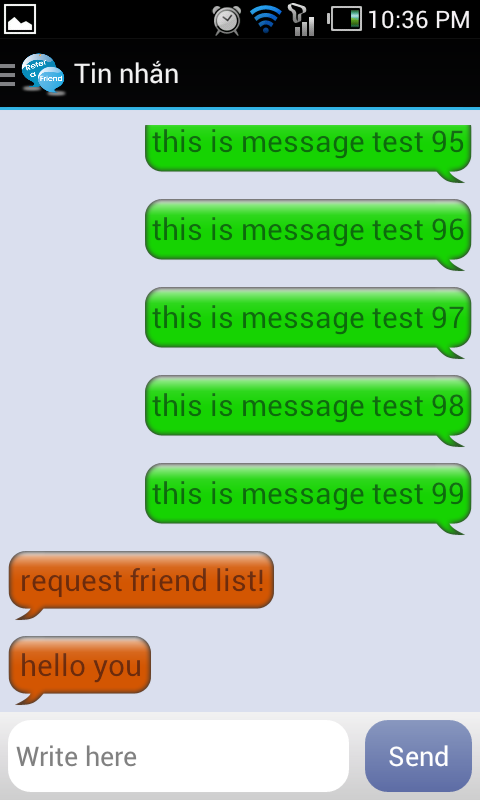 10:36 PM
Refer
a
Friend
Tin nhắn
this is message test 95
this is message test 96
this is message test 97
this is message test 98
this is message test 99
request friend list!
hello you
Write here
Send